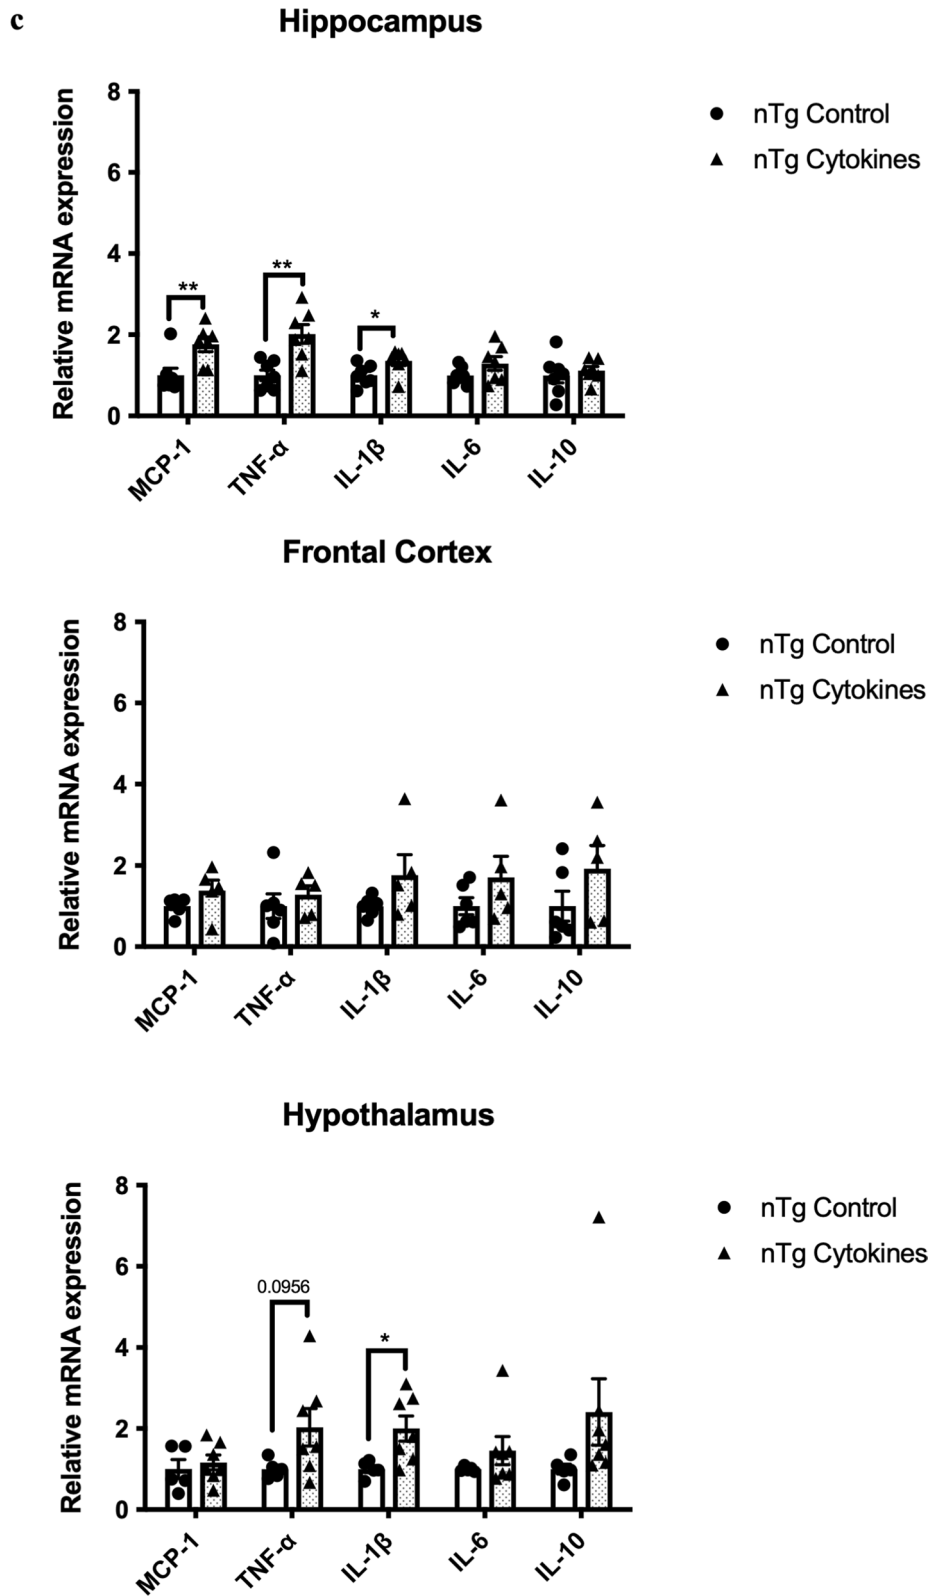 c
Hippocampus
Relative mRNA expression
8
6
4
2
0
** ** *
MCP-1 TNF-α IL-1β IL-6 IL-10
nTg Control
nTg Cytokines
Frontal Cortex
Relative mRNA expression
8
6
4
2
0
MCP-1 TNF-α IL-1β IL-6 IL-10
nTg Control
nTg Cytokines
Hypothalamus
Relative mRNA expression
8
6
4
2
0
0.0956
*
MCP-1 TNF-α IL-1β IL-6 IL-10
nTg Control
nTg Cytokines